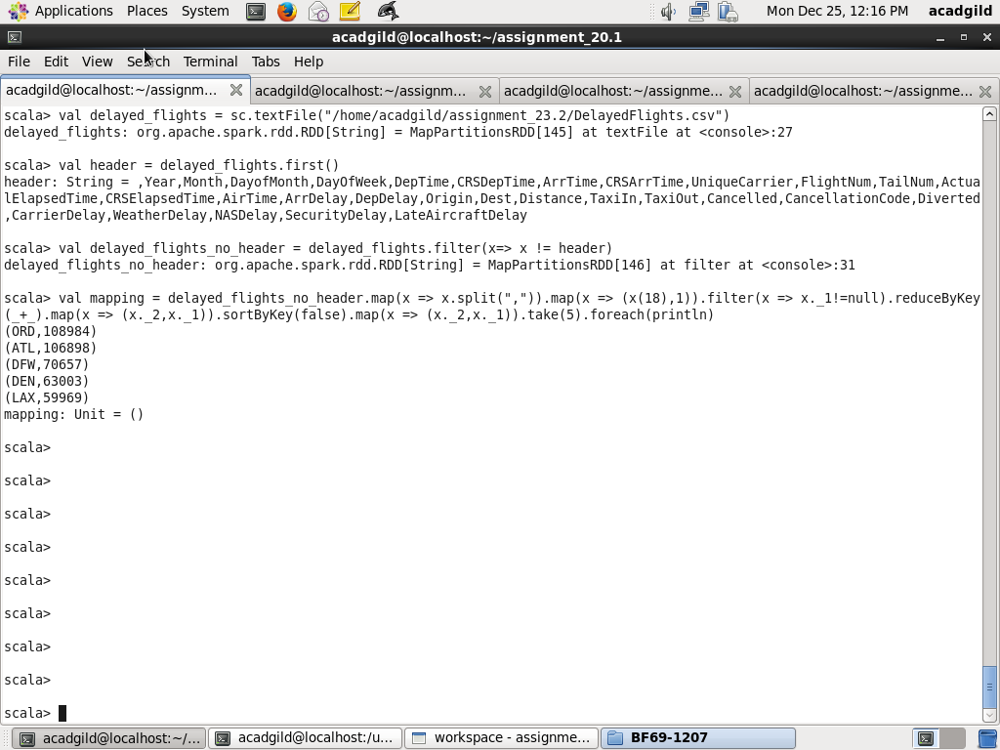 Applications Places System Mon Dec 25, 12:16 PM acadgild
acadgild@localhost:~/assignment_20.1
File Edit View Search Terminal Tabs Help
acadgild@localhost:~/assignm... acadgild@localhost:~/assignm... acadgild@localhost:~/assignme... acadgild@localhost:~/assignme...
scala> val delayed_flights = sc.textFile("/home/acadgild/assignment_23.2/DelayedFlights.csv")
delayed_flights: org.apache.spark.rdd.RDD[String] = MapPartitionsRDD[145] at textFile at <console>:27
scala> val header = delayed_flights.first()
header: String = ,Year,Month,DayofMonth,DayOfWeek,DepTime,CRSDepTime,ArrTime,CRSArrTime,UniqueCarrier,FlightNum,TailNum,Actua
lElapsedTime,CRSElapsedTime,AirTime,ArrDelay,DepDelay,Origin,Dest,Distance,TaxiIn,TaxiOut,Cancelled,CancellationCode,Diverted
,CarrierDelay,WeatherDelay,NASDelay,SecurityDelay,LateAircraftDelay
scala> val delayed_flights_no_header = delayed_flights.filter(x=> x != header)
delayed_flights_no_header: org.apache.spark.rdd.RDD[String] = MapPartitionsRDD[146] at filter at <console>:31
scala> val mapping = delayed_flights_no_header.map(x => x.split(",")).map(x => (x(18),1)).filter(x => x._1!=null).reduceByKey
(_+_).map(x => (x._2,x._1)).sortByKey(false).map(x => (x._2,x._1)).take(5).foreach(println)
(ORD,108984)
(ATL,106898)
(DFW,70657)
(DEN,63003)
(LAX,59969)
mapping: Unit = ()
scala>
scala>
scala>
scala>
scala>
scala>
scala>
scala>
scala>
acadgild@localhost:~/... acadgild@localhost:/u... workspace - assignme... BF69-1207